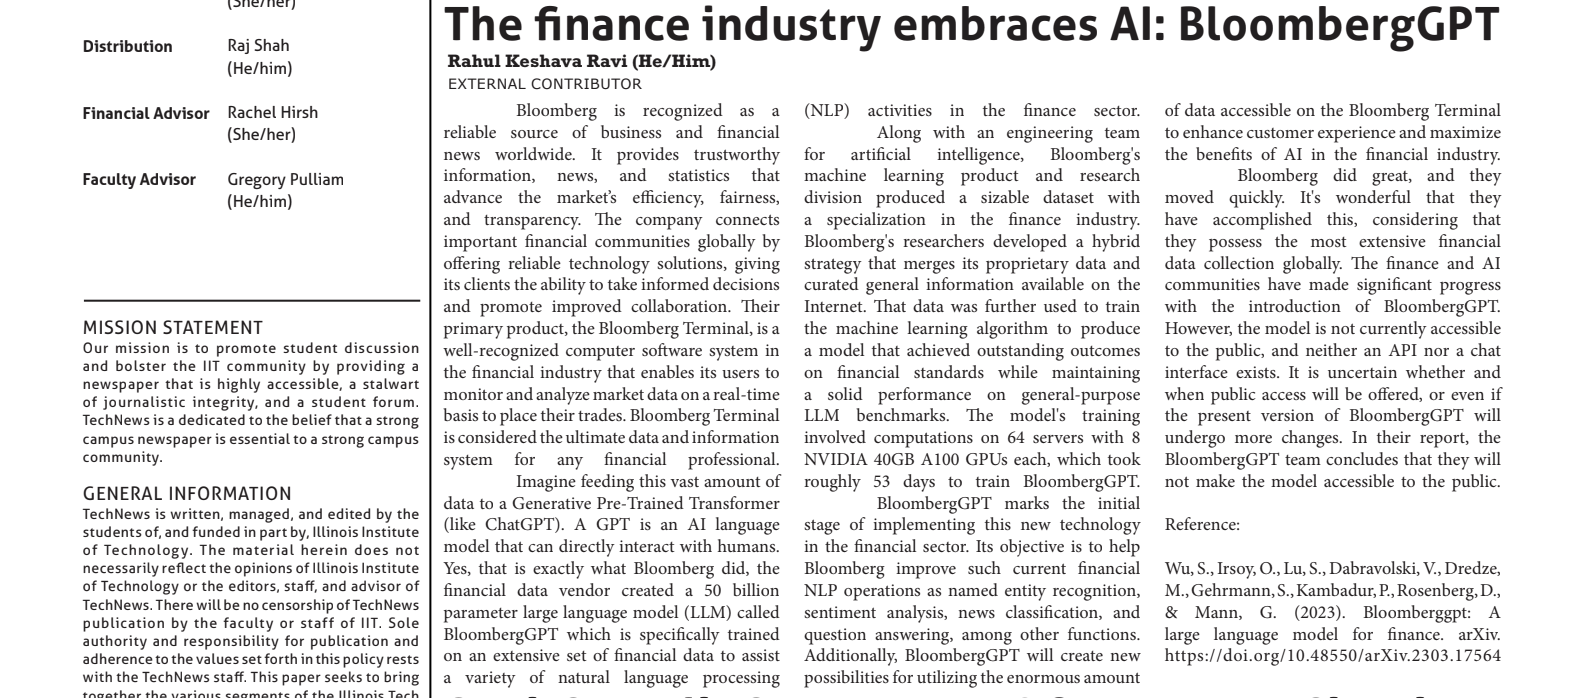 (She/her)
Distribution Raj Shah
(He/him)
Financial Advisor Rachel Hirsh
(She/her)
Faculty Advisor Gregory Pulliam
(He/him)
MISSION STATEMENT
Our mission is to promote student discussion
and bolster the IIT community by providing a
newspaper that is highly accessible, a stalwart
of journalistic integrity, and a student forum.
TechNews is a dedicated to the belief that a strong
campus newspaper is essential to a strong campus
community.
GENERAL INFORMATION
TechNews is written, managed, and edited by the
students of, and funded in part by, Illinois Institute
of Technology. The material herein does not
necessarily reflect the opinions of Illinois Institute
of Technology or the editors, staff, and advisor of
TechNews. There will be no censorship of TechNews
publication by the faculty or staff of IIT. Sole
authority and responsibility for publication and
adherence to the values set forth in this policy rests
with the TechNews staff. This paper seeks to bring
together the various segments of the Illinois Tech
The finance industry embraces AI: BloombergGPT
Rahul Keshava Ravi (He/Him)
EXTERNAL CONTRIBUTOR
Bloomberg is recognized as a
reliable source of business and financial
news worldwide. It provides trustworthy
information, news, and statistics that
advance the market’s efficiency, fairness,
and transparency. The company connects
important financial communities globally by
offering reliable technology solutions, giving
its clients the ability to take informed decisions
and promote improved collaboration. Their
primary product, the Bloomberg Terminal, is a
well-recognized computer software system in
the financial industry that enables its users to
monitor and analyze market data on a real-time
basis to place their trades. Bloomberg Terminal
is considered the ultimate data and information
system for any financial professional.
Imagine feeding this vast amount of
data to a Generative Pre-Trained Transformer
(like ChatGPT). A GPT is an AI language
model that can directly interact with humans.
Yes, that is exactly what Bloomberg did, the
financial data vendor created a 50 billion
parameter large language model (LLM) called
BloombergGPT which is specifically trained
on an extensive set of financial data to assist
a variety of natural language processing
(NLP) activities in the finance sector.
Along with an engineering team
for artificial intelligence, Bloomberg's
machine learning product and research
division produced a sizable dataset with
a specialization in the finance industry.
Bloomberg's researchers developed a hybrid
strategy that merges its proprietary data and
curated general information available on the
Internet. That data was further used to train
the machine learning algorithm to produce
a model that achieved outstanding outcomes
on financial standards while maintaining
a solid performance on general-purpose
LLM benchmarks. The model's training
involved computations on 64 servers with 8
NVIDIA 40GB A100 GPUs each, which took
roughly 53 days to train BloombergGPT.
BloombergGPT marks the initial
stage of implementing this new technology
in the financial sector. Its objective is to help
Bloomberg improve such current financial
NLP operations as named entity recognition,
sentiment analysis, news classification, and
question answering, among other functions.
Additionally, BloombergGPT will create new
possibilities for utilizing the enormous amount
of data accessible on the Bloomberg Terminal
to enhance customer experience and maximize
the benefits of AI in the financial industry.
Bloomberg did great, and they
moved quickly. It's wonderful that they
have accomplished this, considering that
they possess the most extensive financial
data collection globally. The finance and AI
communities have made significant progress
with the introduction of BloombergGPT.
However, the model is not currently accessible
to the public, and neither an API nor a chat
interface exists. It is uncertain whether and
when public access will be offered, or even if
the present version of BloombergGPT will
undergo more changes. In their report, the
BloombergGPT team concludes that they will
not make the model accessible to the public.
Reference:
Wu, S., Irsoy, O., Lu, S., Dabravolski, V., Dredze,
M., Gehrmann, S., Kambadur, P., Rosenberg, D.,
& Mann, G. (2023). Bloomberggpt: A
large language model for finance. arXiv.
https://doi.org/10.48550/arXiv.2303.17564